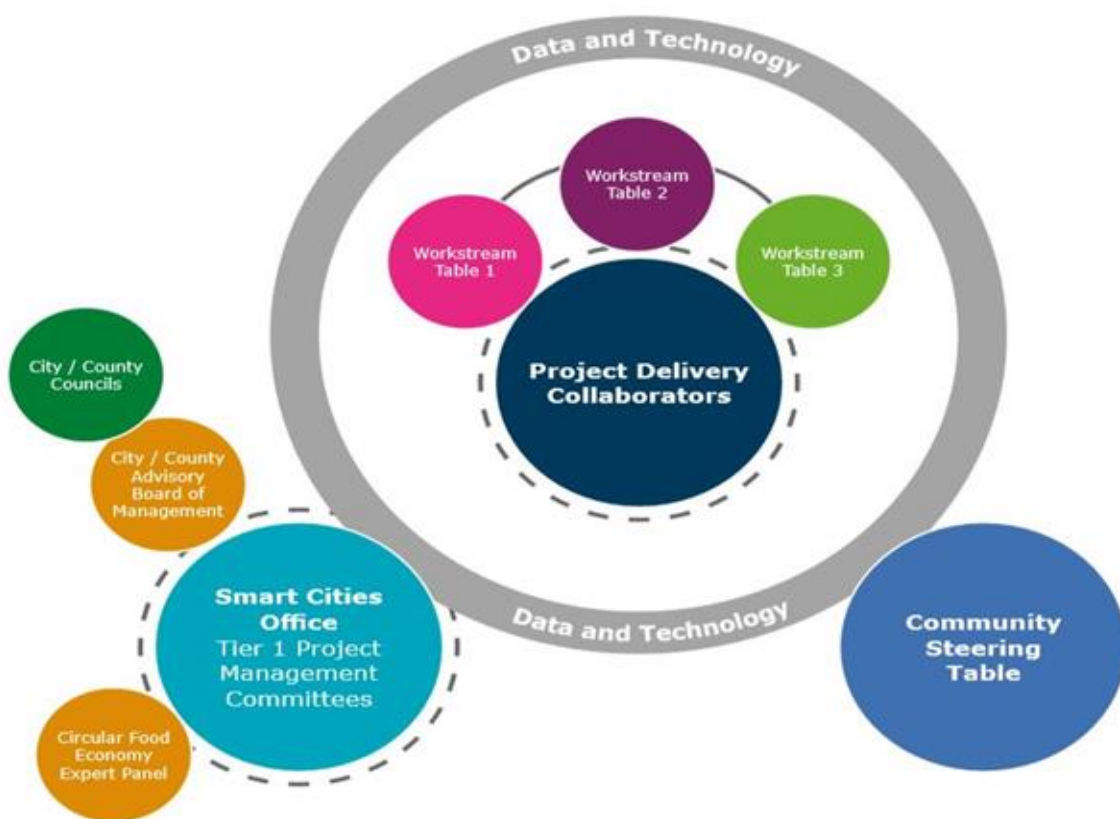 Data and Technology
Workstream
Table 2
Workstream
Table 1
Workstream
Table 3
Project Delivery
Collaborators
City / County
Councils
City / County
Advisory
Board of
Management
Smart Cities
Office
Tier 1 Project
Management
Committees
Data and Technology
Community
Steering
Table
Circular Food
Economy
Expert Panel